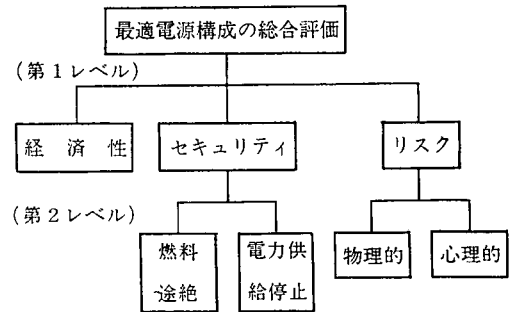 最適電源構成の総合評価
(第1レベル)
経済性
セキュリティ
リスク
(第2レベル)
燃料
途絶
電力供
給停止
物理的
心理的